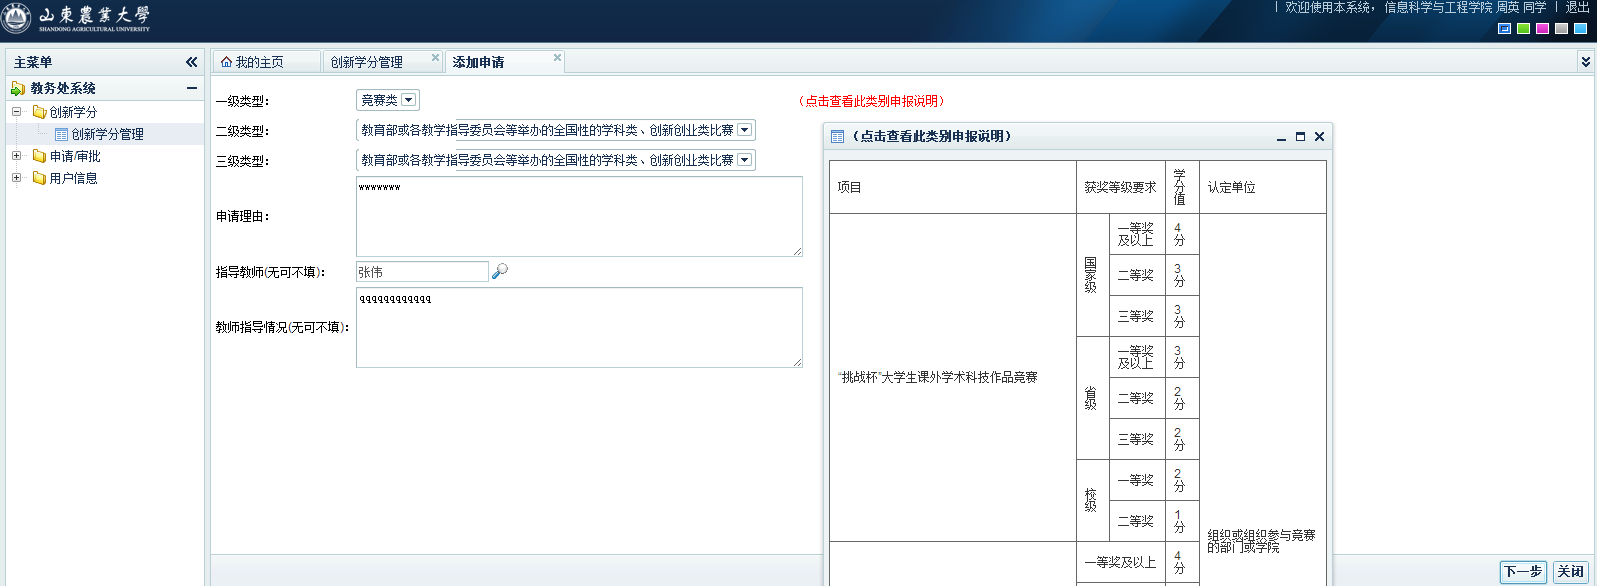 山東農業大學
SHANDONG AGRICULTURAL UNIVERSITY
| 欢迎使用本系统， 信息科学与工程学院 周英 同学 | 退出
主菜单
教务处系统
创新学分
创新学分管理
申请/审批
用户信息
我的主页 创新学分管理 添加申请
一级类型： 竞赛类 （点击查看此类别申报说明）
二级类型： 教育部或各教学指导委员会等举办的全国性的学科类、创新创业类比赛
三级类型： 教育部或各教学指导委员会等举办的全国性的学科类、创新创业类比赛
申请理由： wwwwwww
指导教师(无可不填)： 张伟
教师指导情况(无可不填)： qqqqqqqqqqqq
（点击查看此类别申报说明）
项目 获奖等级要求 学分值 认定单位
“挑战杯”大学生课外学术科技作品竞赛
国家级
一等奖及以上 4分
二等奖 3分
三等奖 3分
省级
一等奖及以上 3分
二等奖 2分
三等奖 2分
校级
一等奖 2分
二等奖 1分
组织或组织参与竞赛
的部门或学院
一等奖及以上 4分
下一步 关闭